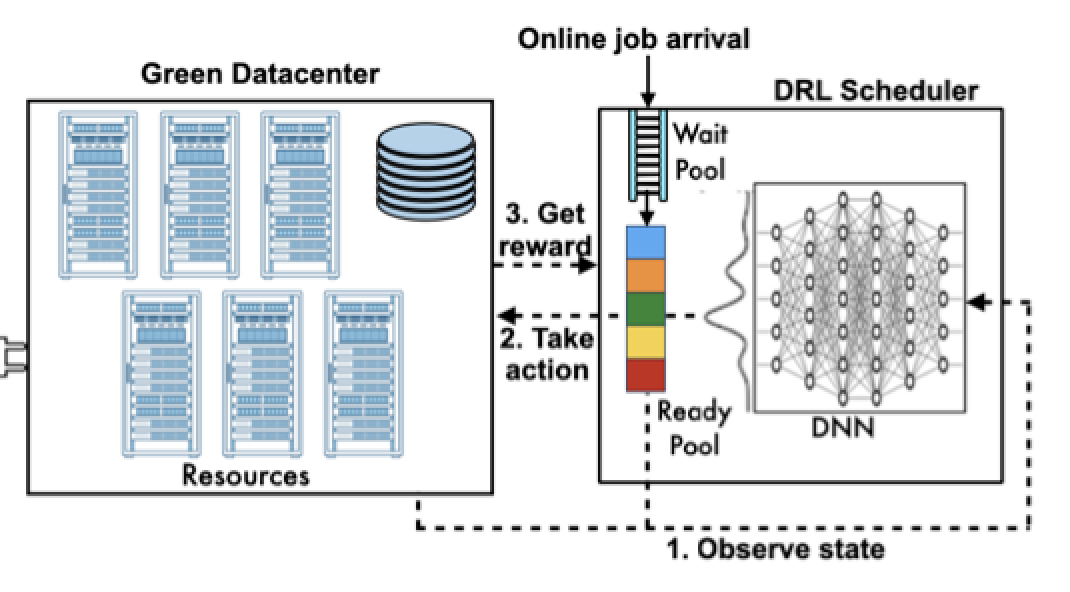 Online job arrival
Green Datacenter
DRL Scheduler
Wait
Pool
3. Get
reward
2. Take
action
Ready
Pool
DNN
Resources
1. Observe state